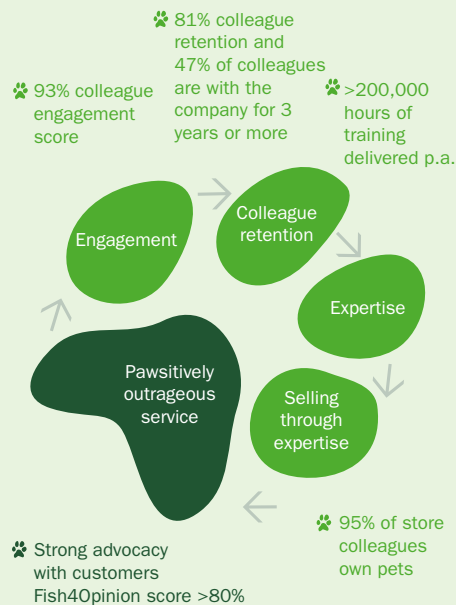 81% colleague
retention and
47% of colleagues
are with the
company for 3
years or more
93% colleague
engagement
score
>200,000
hours of
training
delivered p.a.
Engagement
Colleague
retention
Expertise
Selling
through
expertise
Pawsitively
outrageous
service
95% of store
colleagues
own pets
Strong advocacy
with customers
Fish4Opinion score >80%